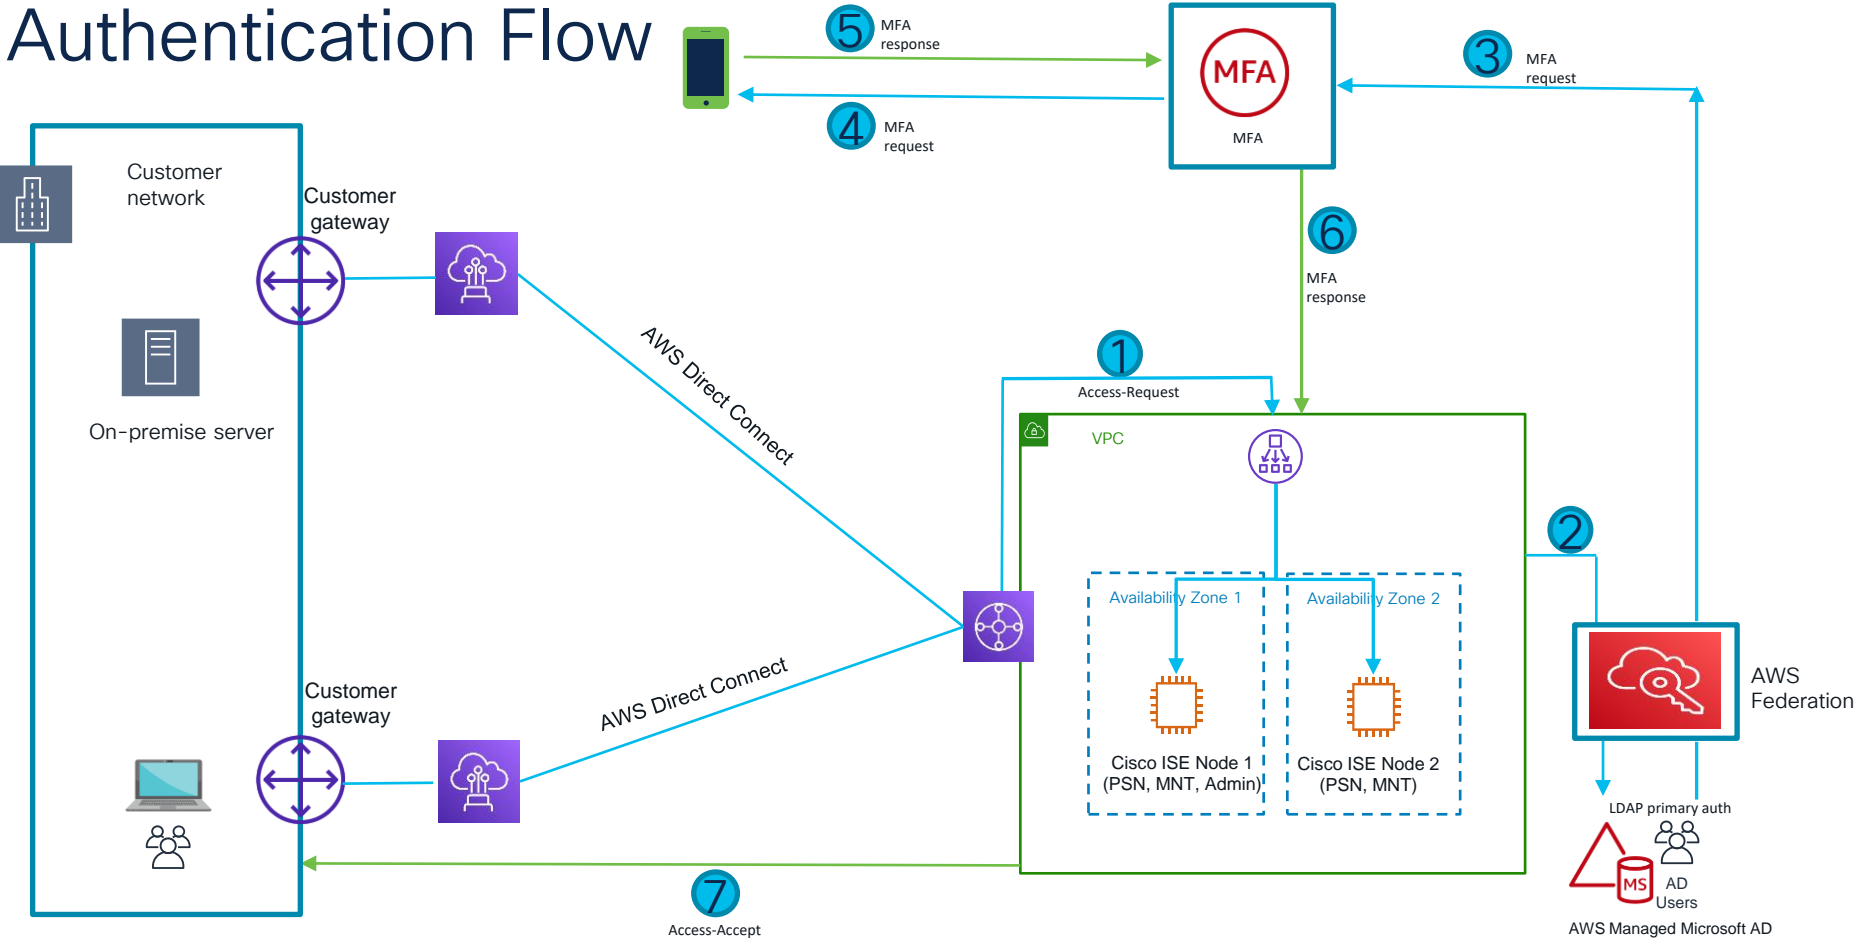 Authentication Flow
5
MFA
response
4
MFA
request
MFA
MFA
3
MFA
request
6
MFA
response
Customer
network
Customer
gateway
On-premise server
AWS Direct Connect
1
Access-Request
VPC
2
Availability Zone 1
Availability Zone 2
Cisco ISE Node 1
(PSN, MNT, Admin)
Cisco ISE Node 2
(PSN, MNT)
AWS
Federation
Customer
gateway
AWS Direct Connect
LDAP primary auth
MS
AD
Users
AWS Managed Microsoft AD
7
Access-Accept